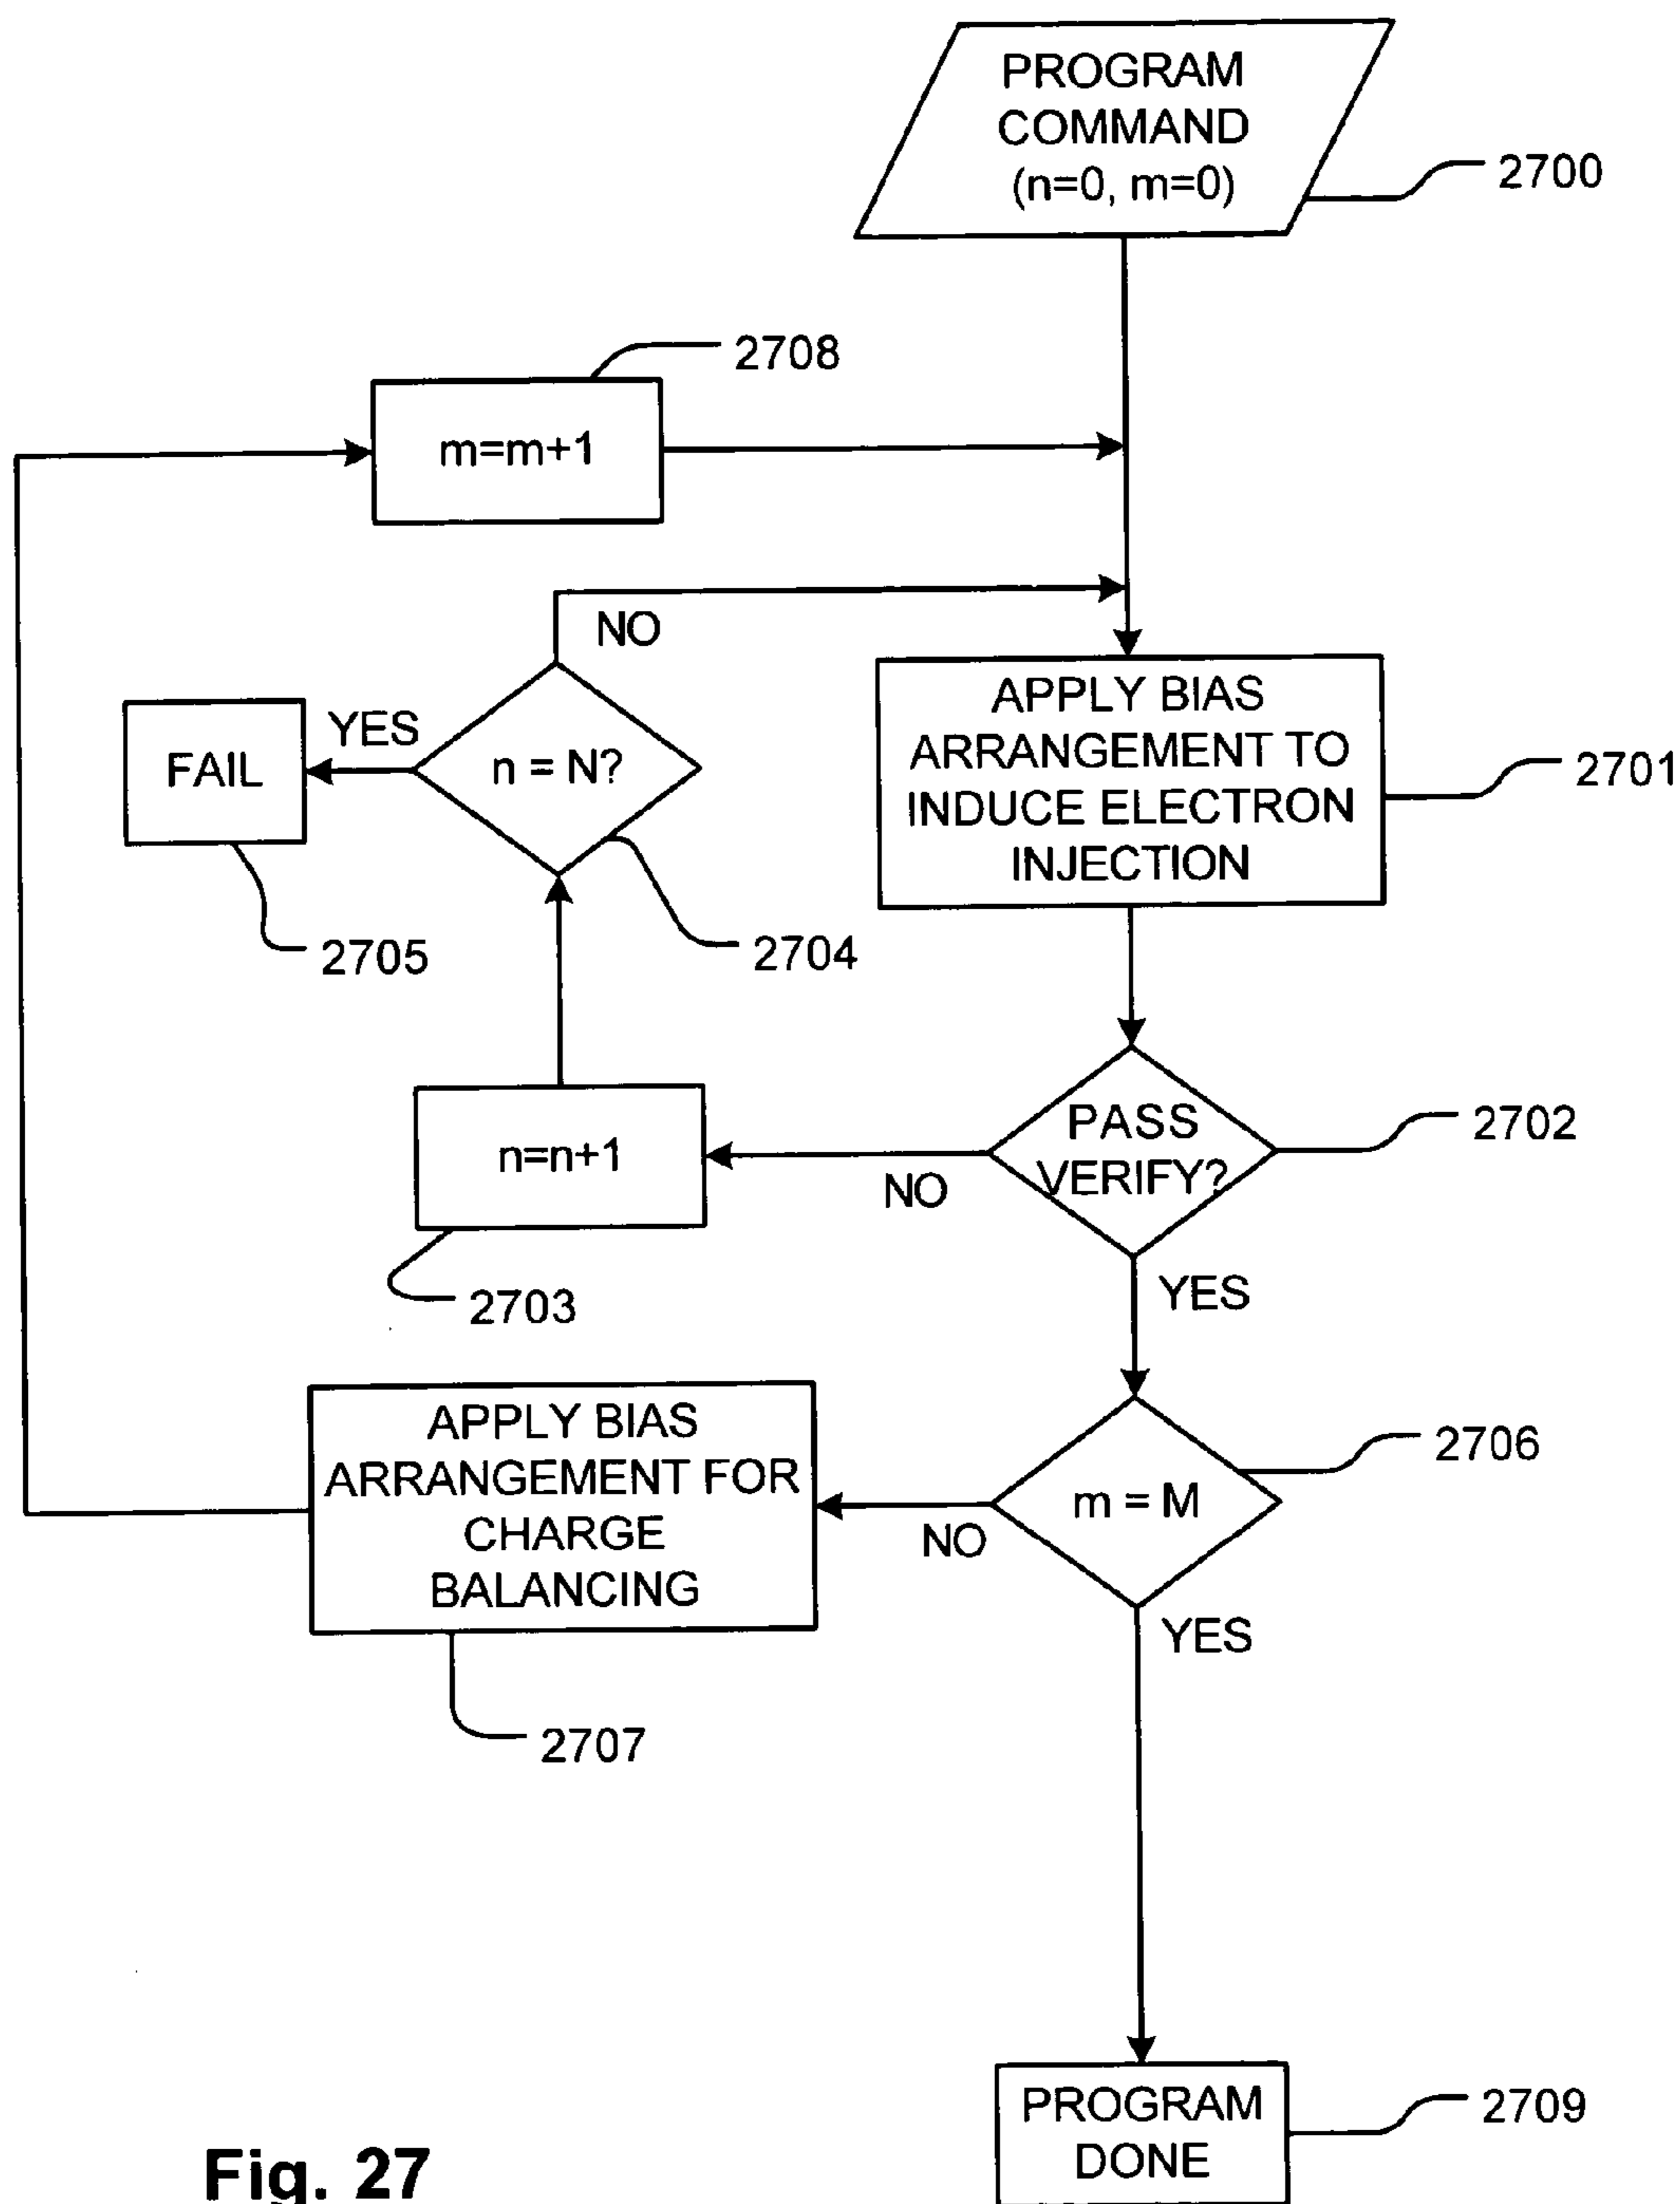 PROGRAM
COMMAND
(n=0, m=0)
2700
2708
m=m+1
NO
APPLY BIAS
ARRANGEMENT TO
INDUCE ELECTRON
INJECTION
2701
YES
FAIL
n = N?
2705
2704
PASS
VERIFY?
2702
NO
n=n+1
2703
YES
APPLY BIAS
ARRANGEMENT FOR
CHARGE
BALANCING
2706
m = M
NO
2707
YES
PROGRAM
DONE
2709
Fig. 27